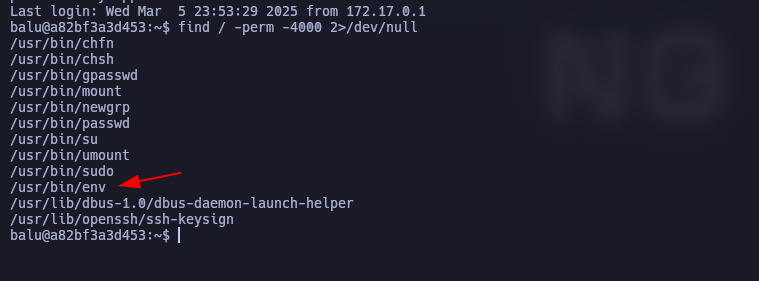 Last login: Wed Mar  5 23:53:29 2025 from 172.17.0.1
balu@a82bf3a3d453:~$ find / -perm -4000 2>/dev/null
/usr/bin/chfn
/usr/bin/chsh
/usr/bin/gpasswd
/usr/bin/mount
/usr/bin/newgrp
/usr/bin/passwd
/usr/bin/su
/usr/bin/umount
/usr/bin/sudo
/usr/bin/env
/usr/lib/dbus-1.0/dbus-daemon-launch-helper
/usr/lib/openssh/ssh-keysign
balu@a82bf3a3d453:~$